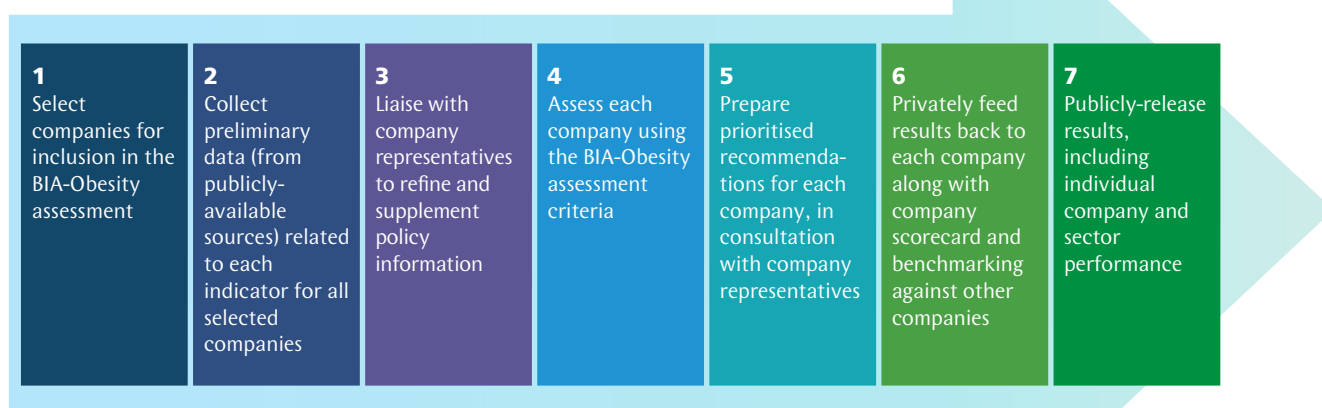 1
Select
companies for
inclusion in the
BIA-Obesity
assessment
2
Collect
preliminary
data (from
publicly-
available
sources) related
to each
indicator for all
selected
companies
3
Liaise with
company
representatives
to refine and
supplement
policy
information
4
Assess each
company using
the BIA-Obesity
assessment
criteria
5
Prepare
prioritised
recommenda-
tions for each
company, in
consultation
with company
representatives
6
Privately feed
results back to
each company
along with
company
scorecard and
benchmarking
against other
companies
7
Publicly-release
results,
including
individual
company and
sector
performance